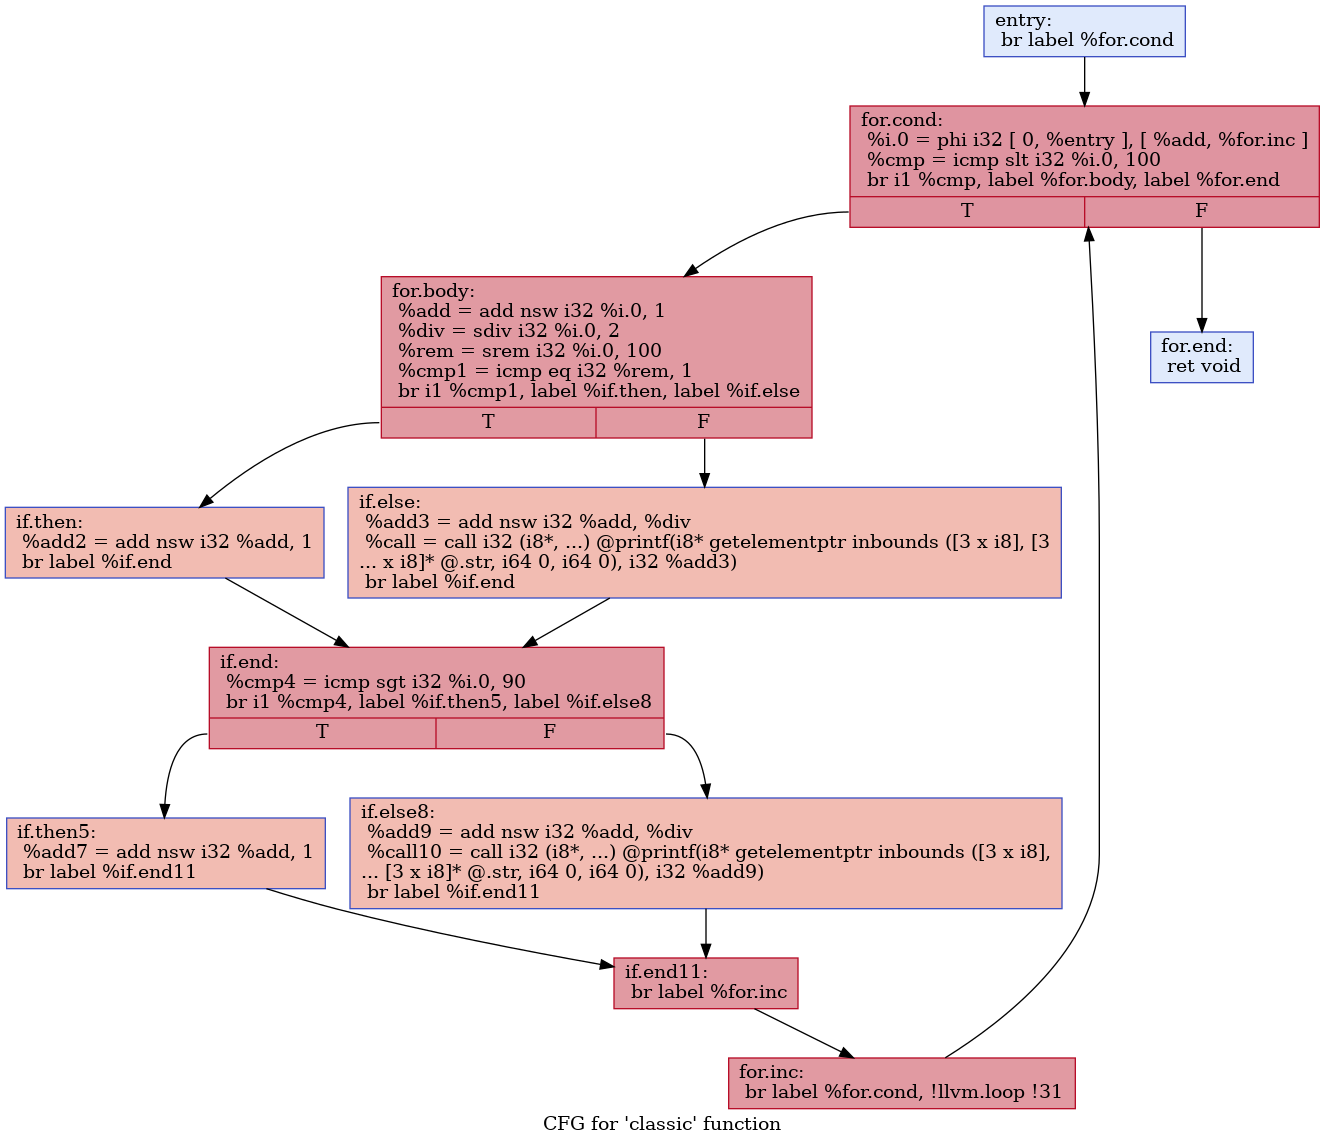 entry:
br label %for.cond
for.cond:
%i.0 = phi i32 [ 0, %entry ], [ %add, %for.inc ]
%cmp = icmp slt i32 %i.0, 100
br i1 %cmp, label %for.body, label %for.end
T F
for.body:
%add = add nsw i32 %i.0, 1
%div = sdiv i32 %i.0, 2
%rem = srem i32 %i.0, 100
%cmp1 = icmp eq i32 %rem, 1
br i1 %cmp1, label %if.then, label %if.else
T F
for.end:
ret void
if.then:
%add2 = add nsw i32 %add, 1
br label %if.end
if.else:
%add3 = add nsw i32 %add, %div
%call = call i32 (i8*, ...) @printf(i8* getelementptr inbounds ([3 x i8], [3
... x i8]* @.str, i64 0, i64 0), i32 %add3)
br label %if.end
if.end:
%cmp4 = icmp sgt i32 %i.0, 90
br i1 %cmp4, label %if.then5, label %if.else8
T F
if.then5:
%add7 = add nsw i32 %add, 1
br label %if.end11
if.else8:
%add9 = add nsw i32 %add, %div
%call10 = call i32 (i8*, ...) @printf(i8* getelementptr inbounds ([3 x i8],
... [3 x i8]* @.str, i64 0, i64 0), i32 %add9)
br label %if.end11
if.end11:
br label %for.inc
for.inc:
br label %for.cond, !llvm.loop !31
CFG for 'classic' function